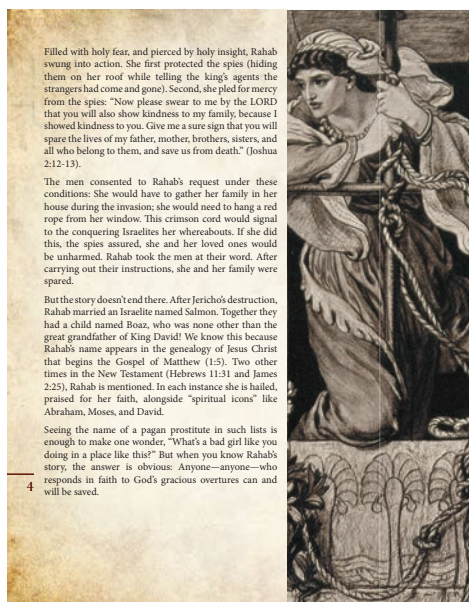 Filled with holy fear, and pierced by holy insight, Rahab
swung into action. She first protected the spies (hiding
them on her roof while telling the king's agents the
strangers had come and gone). Second, she pled for mercy
from the spies: “Now please swear to me by the LORD
that you will also show kindness to my family, because I
showed kindness to you. Give me a sure sign that you will
spare the lives of my father, mother, brothers, sisters, and
all who belong to them, and save us from death.” (Joshua
2:12-13).
The men consented to Rahab's request under these
conditions: She would have to gather her family in her
house during the invasion; she would need to hang a red
rope from her window. This crimson cord would signal
to the conquering Israelites her whereabouts. If she did
this, the spies assured, she and her loved ones would
be unharmed. Rahab took the men at their word. After
carrying out their instructions, she and her family were
spared.
But the story doesn't end there. After Jericho's destruction,
Rahab married an Israelite named Salmon. Together they
had a child named Boaz, who was none other than the
great grandfather of King David! We know this because
Rahab's name appears in the genealogy of Jesus Christ
that begins the Gospel of Matthew (1:5). Two other
times in the New Testament (Hebrews 11:31 and James
2:25), Rahab is mentioned. In each instance she is hailed,
praised for her faith, alongside “spiritual icons” like
Abraham, Moses, and David.
Seeing the name of a pagan prostitute in such lists is
enough to make one wonder, “What's a bad girl like you
doing in a place like this?” But when you know Rahab's
story, the answer is obvious: Anyone—anyone—who
responds in faith to God's gracious overtures can and
will be saved.
4